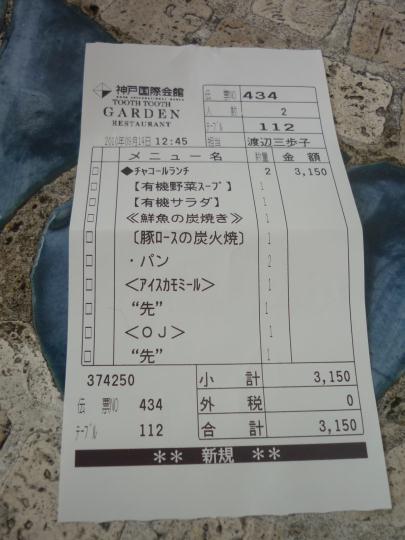 神戸国際会館
KOBE INTERNATIONAL HOUSE
TOOTH TOOTH
GARDEN
RESTAURANT
伝票NO 434
人数 2
テーブル 112
2010年09月14日 12:45 担当 渡辺三歩子
メニュー名 数量 金額
◆チャコールランチ 2 3,150
【有機野菜スープ】 1
【有機サラダ】 1
≪鮮魚の炭焼き≫ 1
〔豚ロースの炭火焼〕 1
・パン 2
<アイスカモミール> 1
“先” 1
<OJ> 1
“先” 1
374250 小計 3,150
伝票NO 434 外税 0
テーブル 112 合計 3,150
** 新規 **